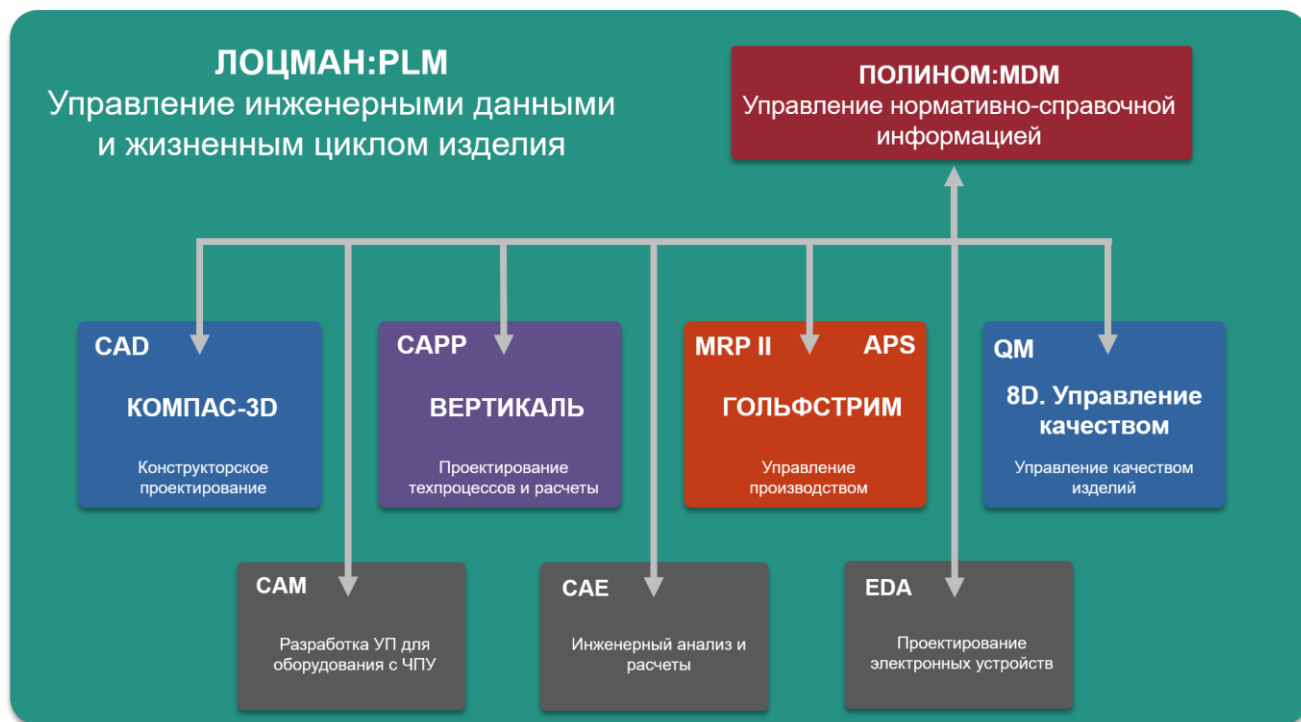 ЛОЦМАН:PLM
Управление инженерными данными
и жизненным циклом изделия
ПОЛИНОМ:MDM
Управление нормативно-справочной
информацией
CAD
КОМПАС-3D
Конструкторское
проектирование
CAPP
ВЕРТИКАЛЬ
Проектирование
техпроцессов и расчеты
MRP II
APS
ГОЛЬФСТРИМ
Управление
производством
QM
8D. Управление
качеством
Управление качеством
изделий
CAM
Разработка УП для
оборудования с ЧПУ
CAE
Инженерный анализ и
расчеты
EDA
Проектирование
электронных устройств